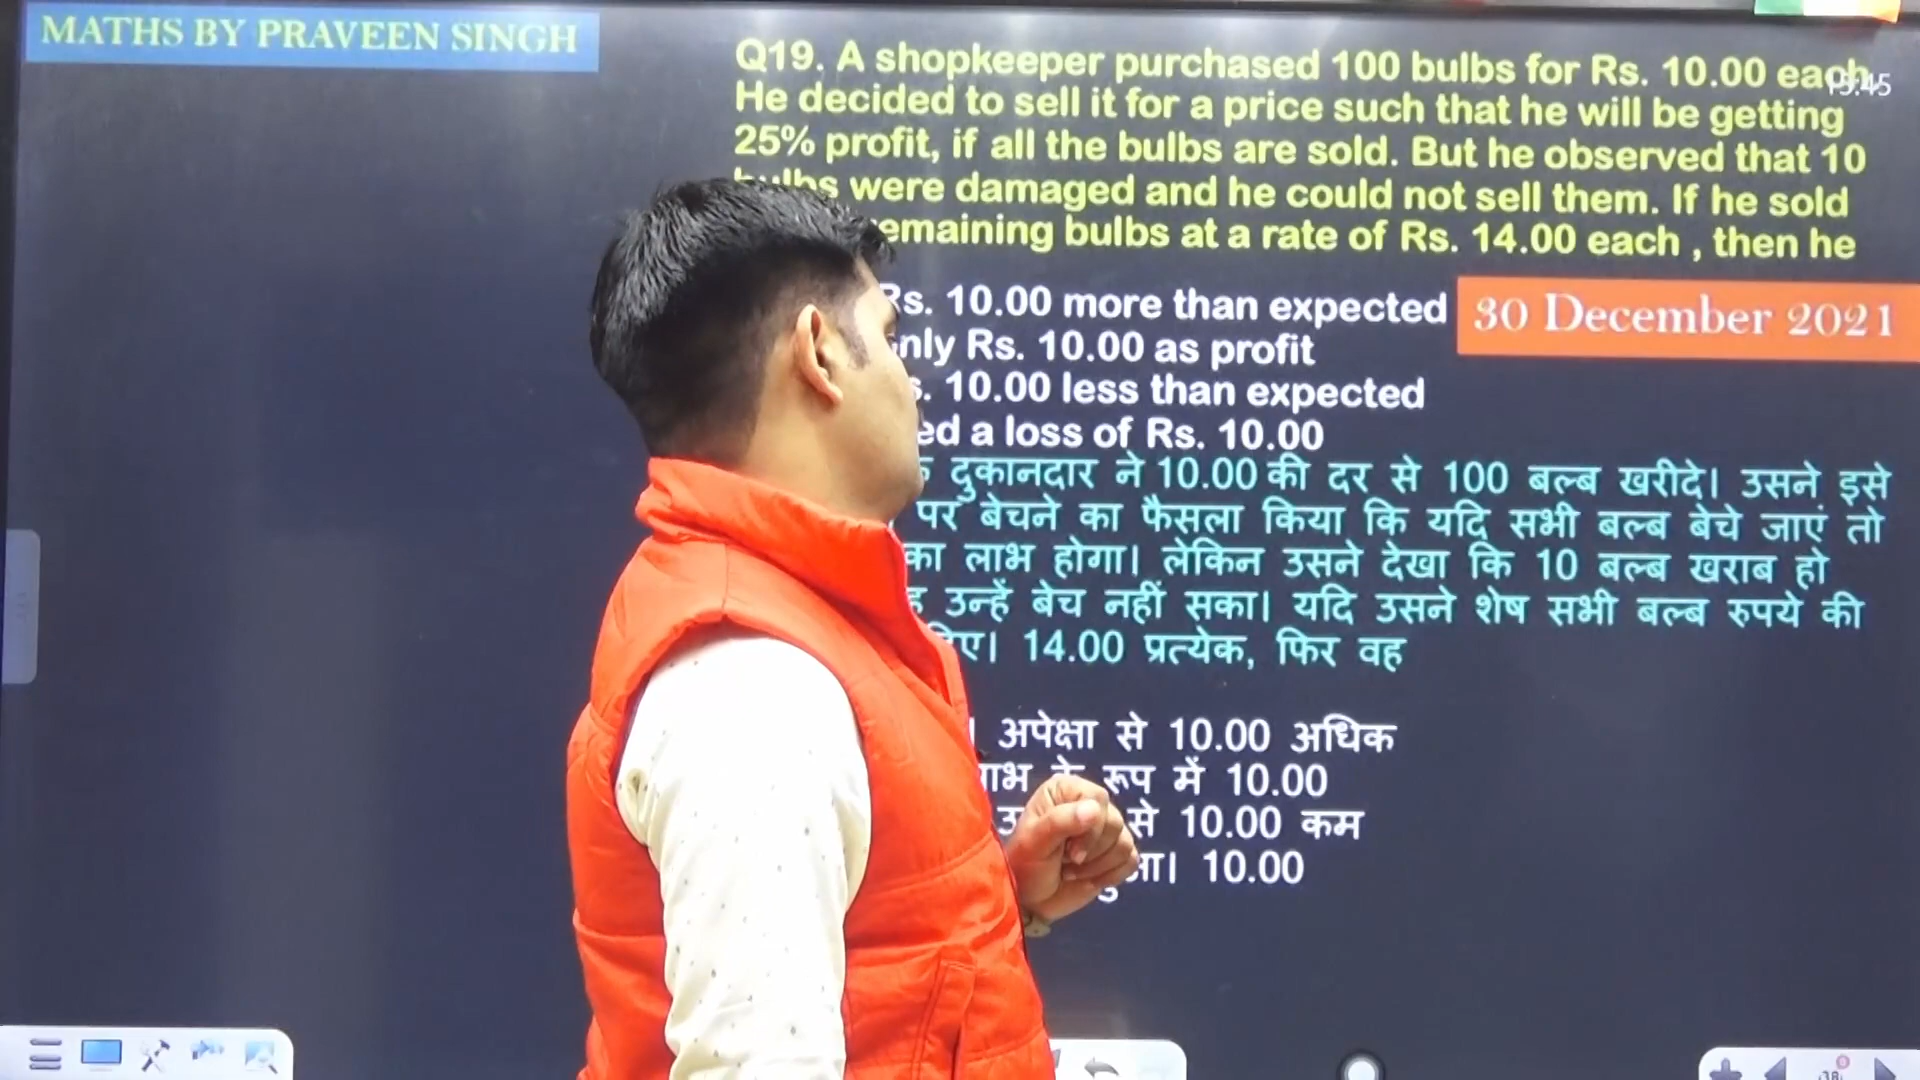 MATHS BY PRAVEEN SINGH
Q19. A shopkeeper purchased 100 bulbs for Rs. 10.00 each.
He decided to sell it for a price such that he will be getting
25% profit, if all the bulbs are sold. But he observed that 10
bulbs were damaged and he could not sell them. If he sold
remaining bulbs at a rate of Rs. 14.00 each , then he
Rs. 10.00 more than expected
30 December 2021
only Rs. 10.00 as profit
10.00 less than expected
a loss of Rs. 10.00
दुकानदार ने 10.00 की दर से 100 बल्ब खरीदे। उसने इसे
पर बेचने का फैसला किया कि यदि सभी बल्ब बेचे जाएं तो
का लाभ होगा। लेकिन उसने देखा कि 10 बल्ब खराब हो
उन्हें बेच नहीं सका। यदि उसने शेष सभी बल्ब रुपये की
14.00 प्रत्येक, फिर वह
अपेक्षा से 10.00 अधिक
लाभ के रूप में 10.00
से 10.00 कम
10.00